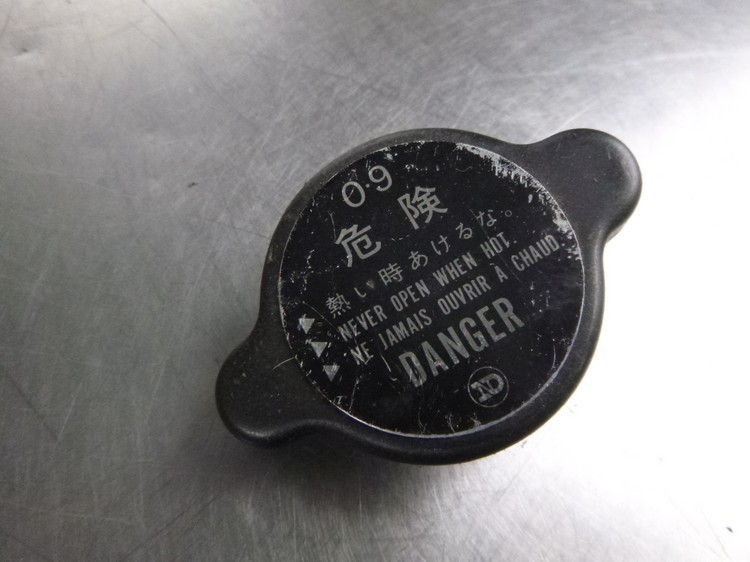 0.9
危険
熱い時あけるな。
NEVER OPEN WHEN HOT.
NE JAMAIS OUVRIR À CHAUD
DANGER
ND